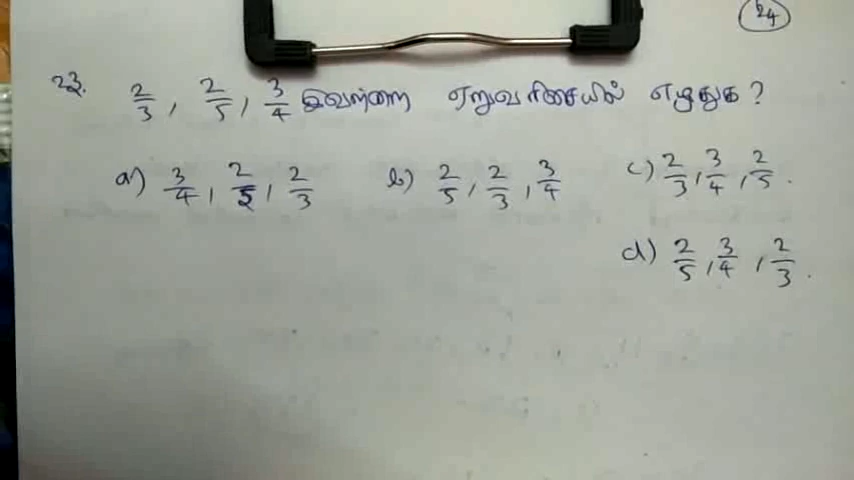 24
23. 2/3, 2/5, 3/4 இவற்றை ஏறுவரிசையில் எழுதுக?
a) 3/4, 2/5, 2/3 b) 2/5, 2/3, 3/4 c) 2/3, 3/4, 2/5.
d) 2/5, 3/4, 2/3.